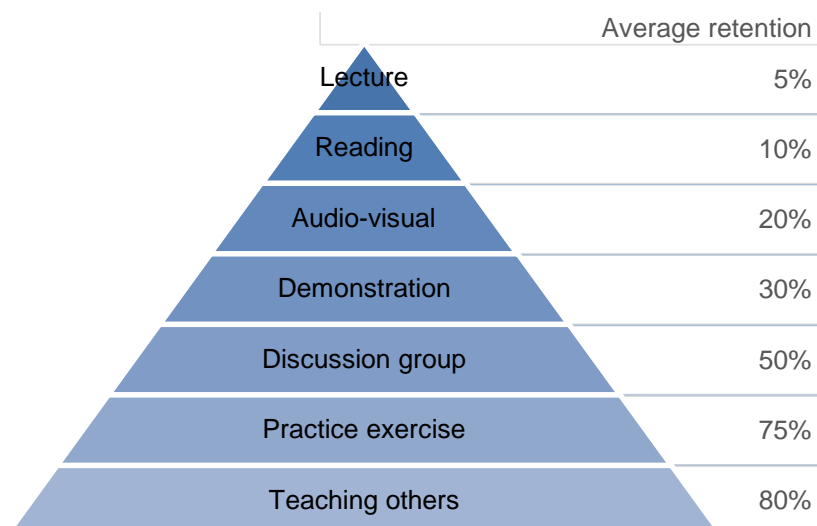 Average retention
Lecture 5%
Reading 10%
Audio-visual 20%
Demonstration 30%
Discussion group 50%
Practice exercise 75%
Teaching others 80%